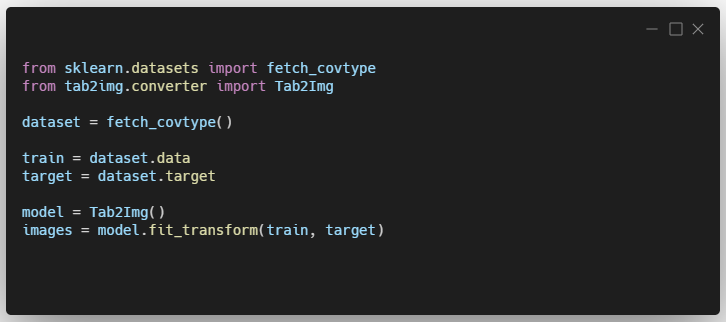 from sklearn.datasets import fetch_covtype
from tab2img.converter import Tab2Img
dataset = fetch_covtype()
train = dataset.data
target = dataset.target
model = Tab2Img()
images = model.fit_transform(train, target)